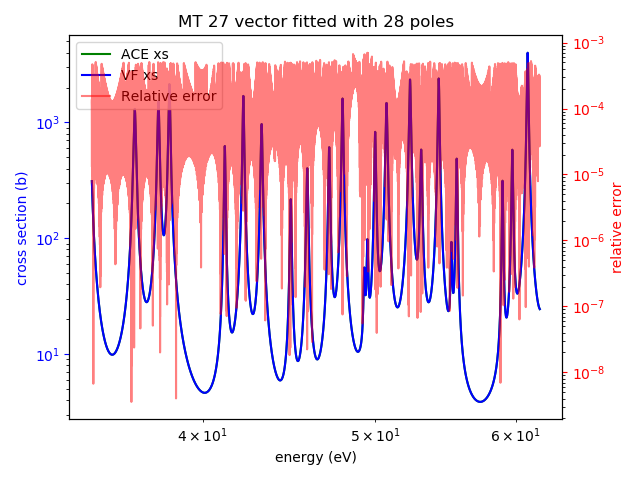 MT 27 vector fitted with 28 poles
ACE xs
VF xs
Relative error
cross section (b)
10³
10²
10¹
10⁻³
10⁻⁴
10⁻⁵
10⁻⁶
10⁻⁷
10⁻⁸
relative error
4 × 10¹
5 × 10¹
6 × 10¹
energy (eV)